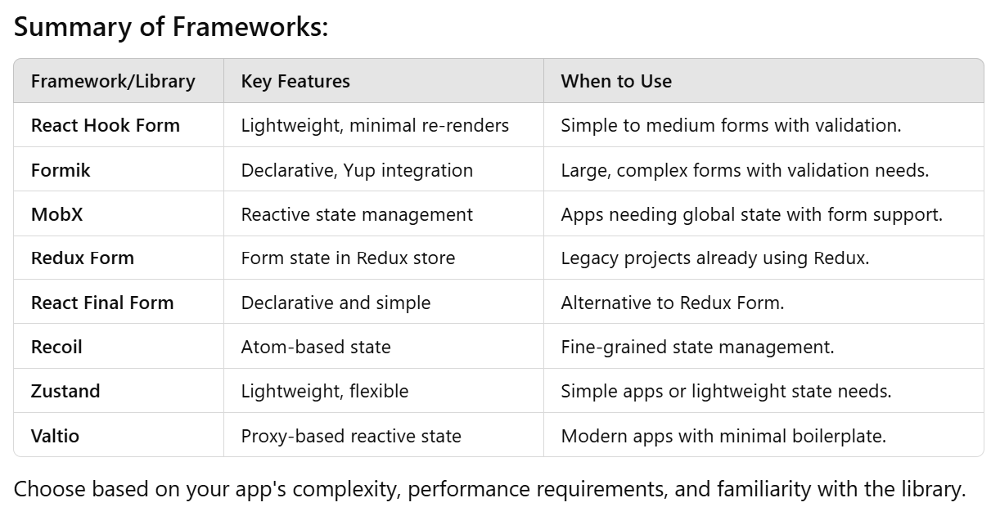 Summary of Frameworks:
Framework/Library Key Features When to Use
React Hook Form Lightweight, minimal re-renders Simple to medium forms with validation.
Formik Declarative, Yup integration Large, complex forms with validation needs.
MobX Reactive state management Apps needing global state with form support.
Redux Form Form state in Redux store Legacy projects already using Redux.
React Final Form Declarative and simple Alternative to Redux Form.
Recoil Atom-based state Fine-grained state management.
Zustand Lightweight, flexible Simple apps or lightweight state needs.
Valtio Proxy-based reactive state Modern apps with minimal boilerplate.
Choose based on your app's complexity, performance requirements, and familiarity with the library.